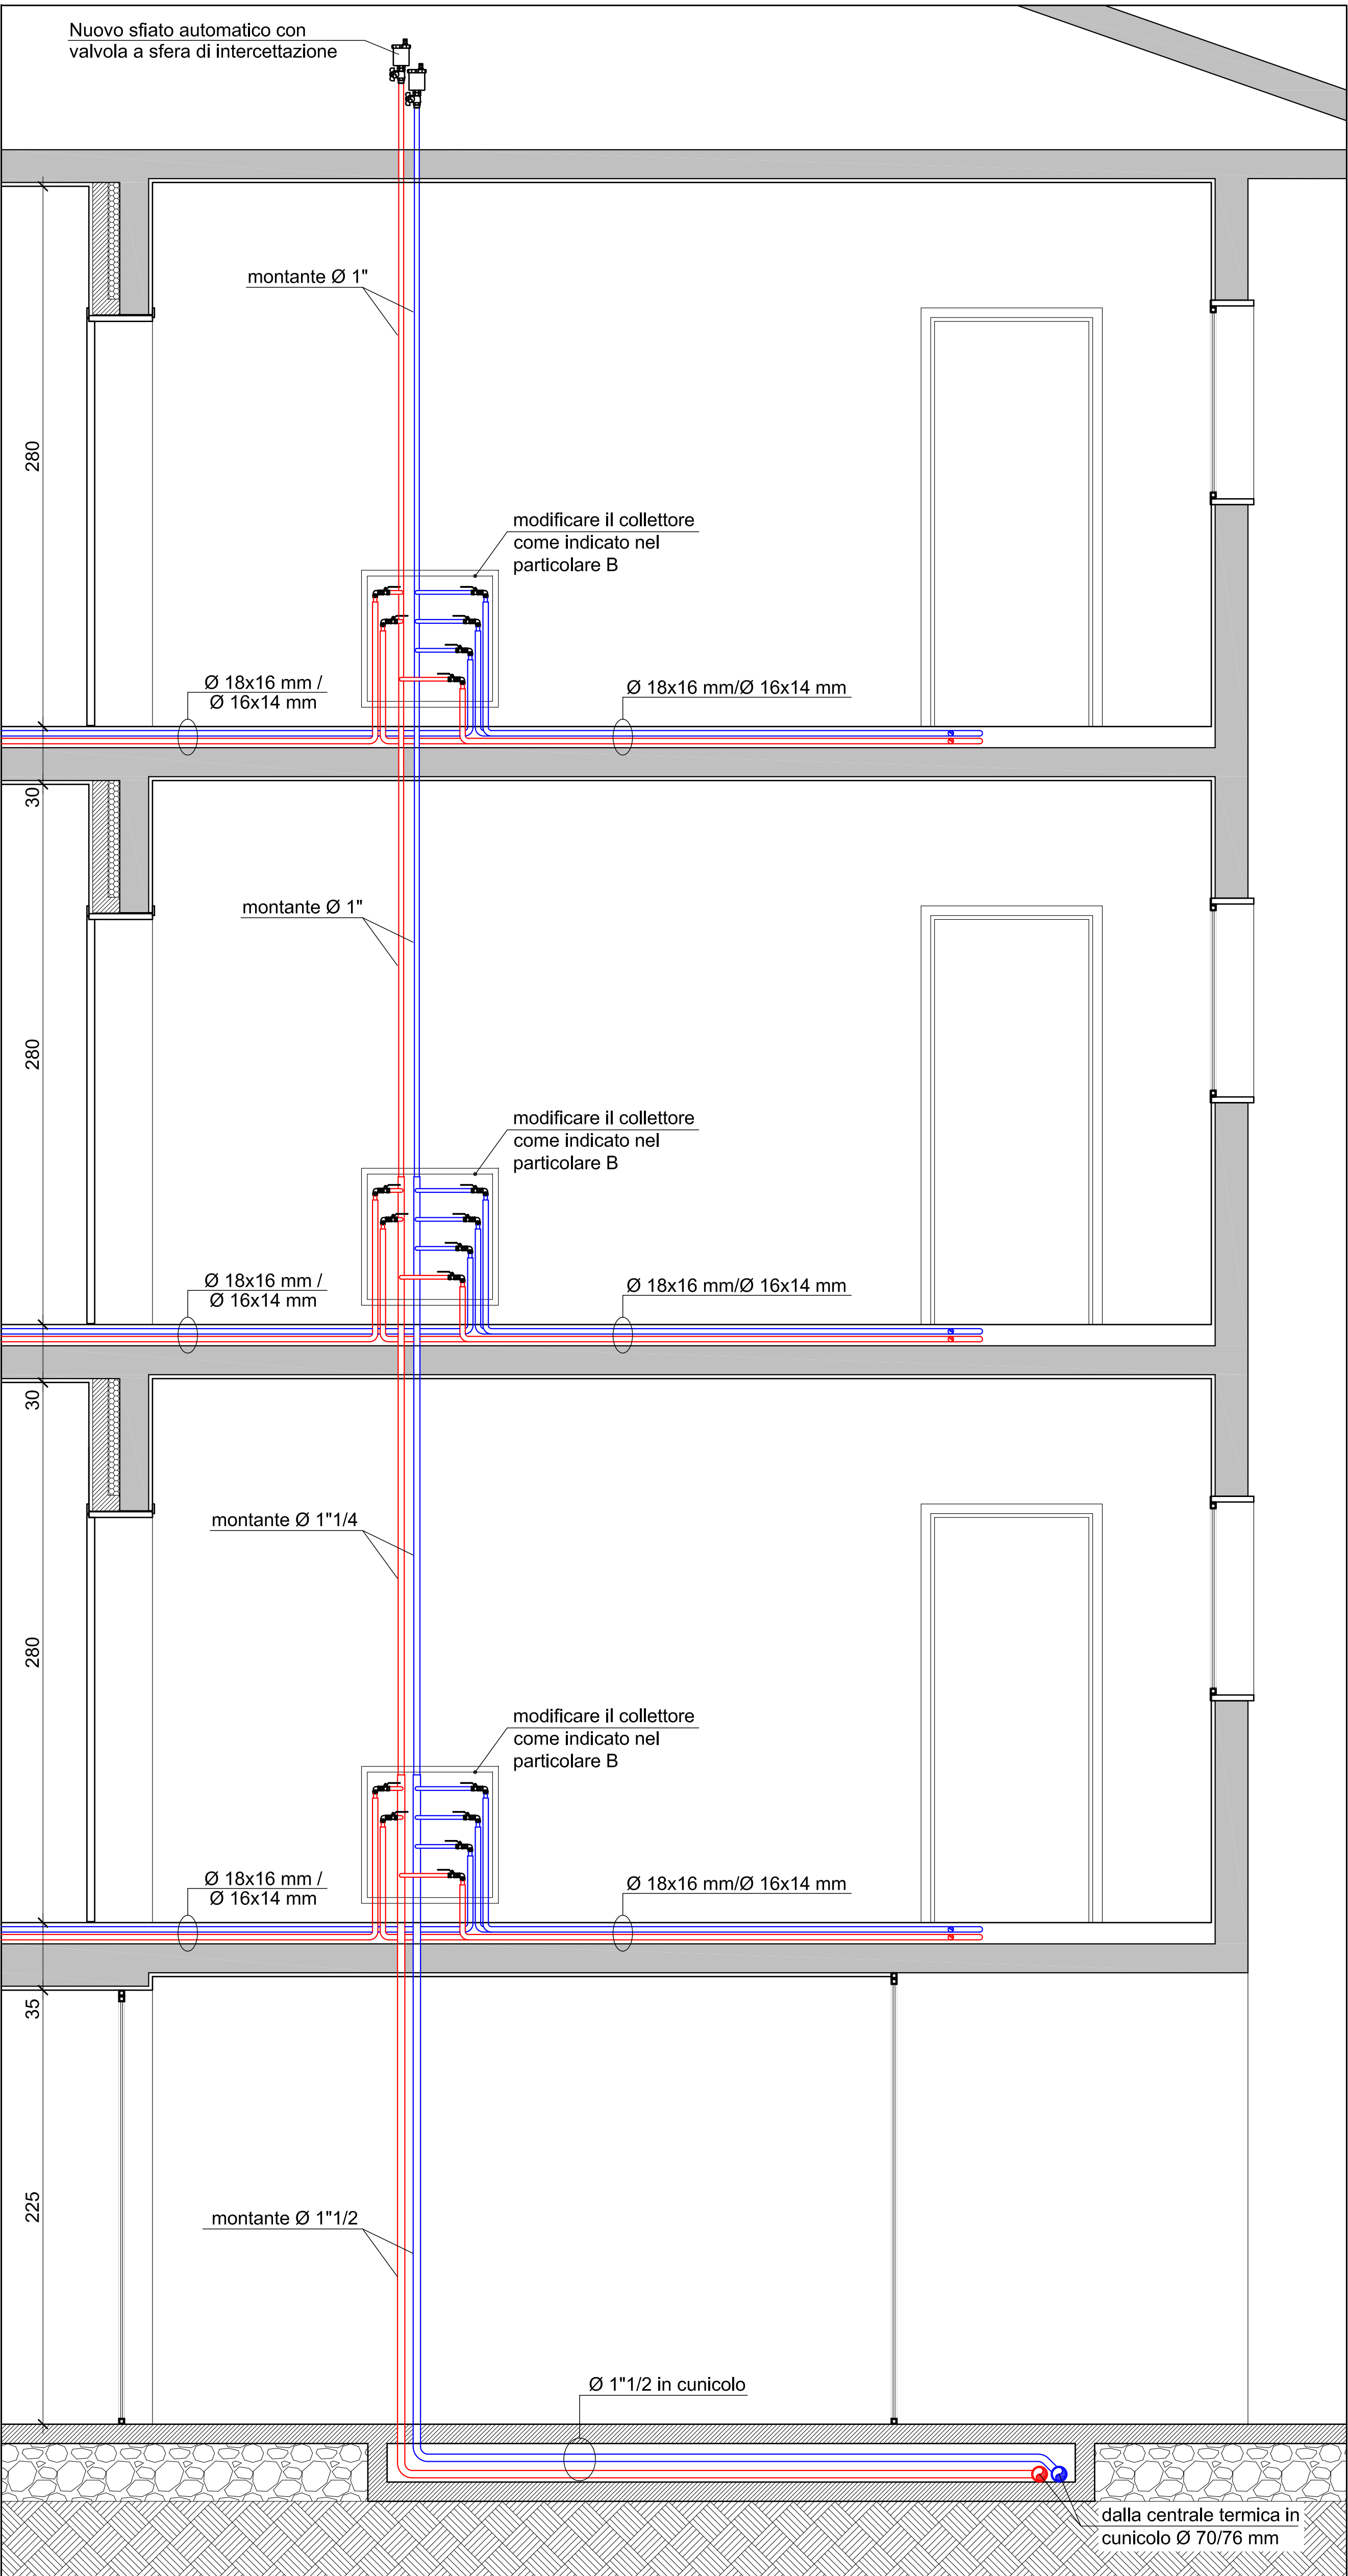 Nuovo sfiato automatico con
valvola a sfera di intercettazione
montante Ø 1"
280
modificare il collettore
come indicato nel
particolare B
Ø 18x16 mm /
Ø 16x14 mm
Ø 18x16 mm/Ø 16x14 mm
30
montante Ø 1"
280
modificare il collettore
come indicato nel
particolare B
Ø 18x16 mm /
Ø 16x14 mm
Ø 18x16 mm/Ø 16x14 mm
30
montante Ø 1"1/4
280
modificare il collettore
come indicato nel
particolare B
Ø 18x16 mm /
Ø 16x14 mm
Ø 18x16 mm/Ø 16x14 mm
35
225
montante Ø 1"1/2
Ø 1"1/2 in cunicolo
dalla centrale termica in
cunicolo Ø 70/76 mm